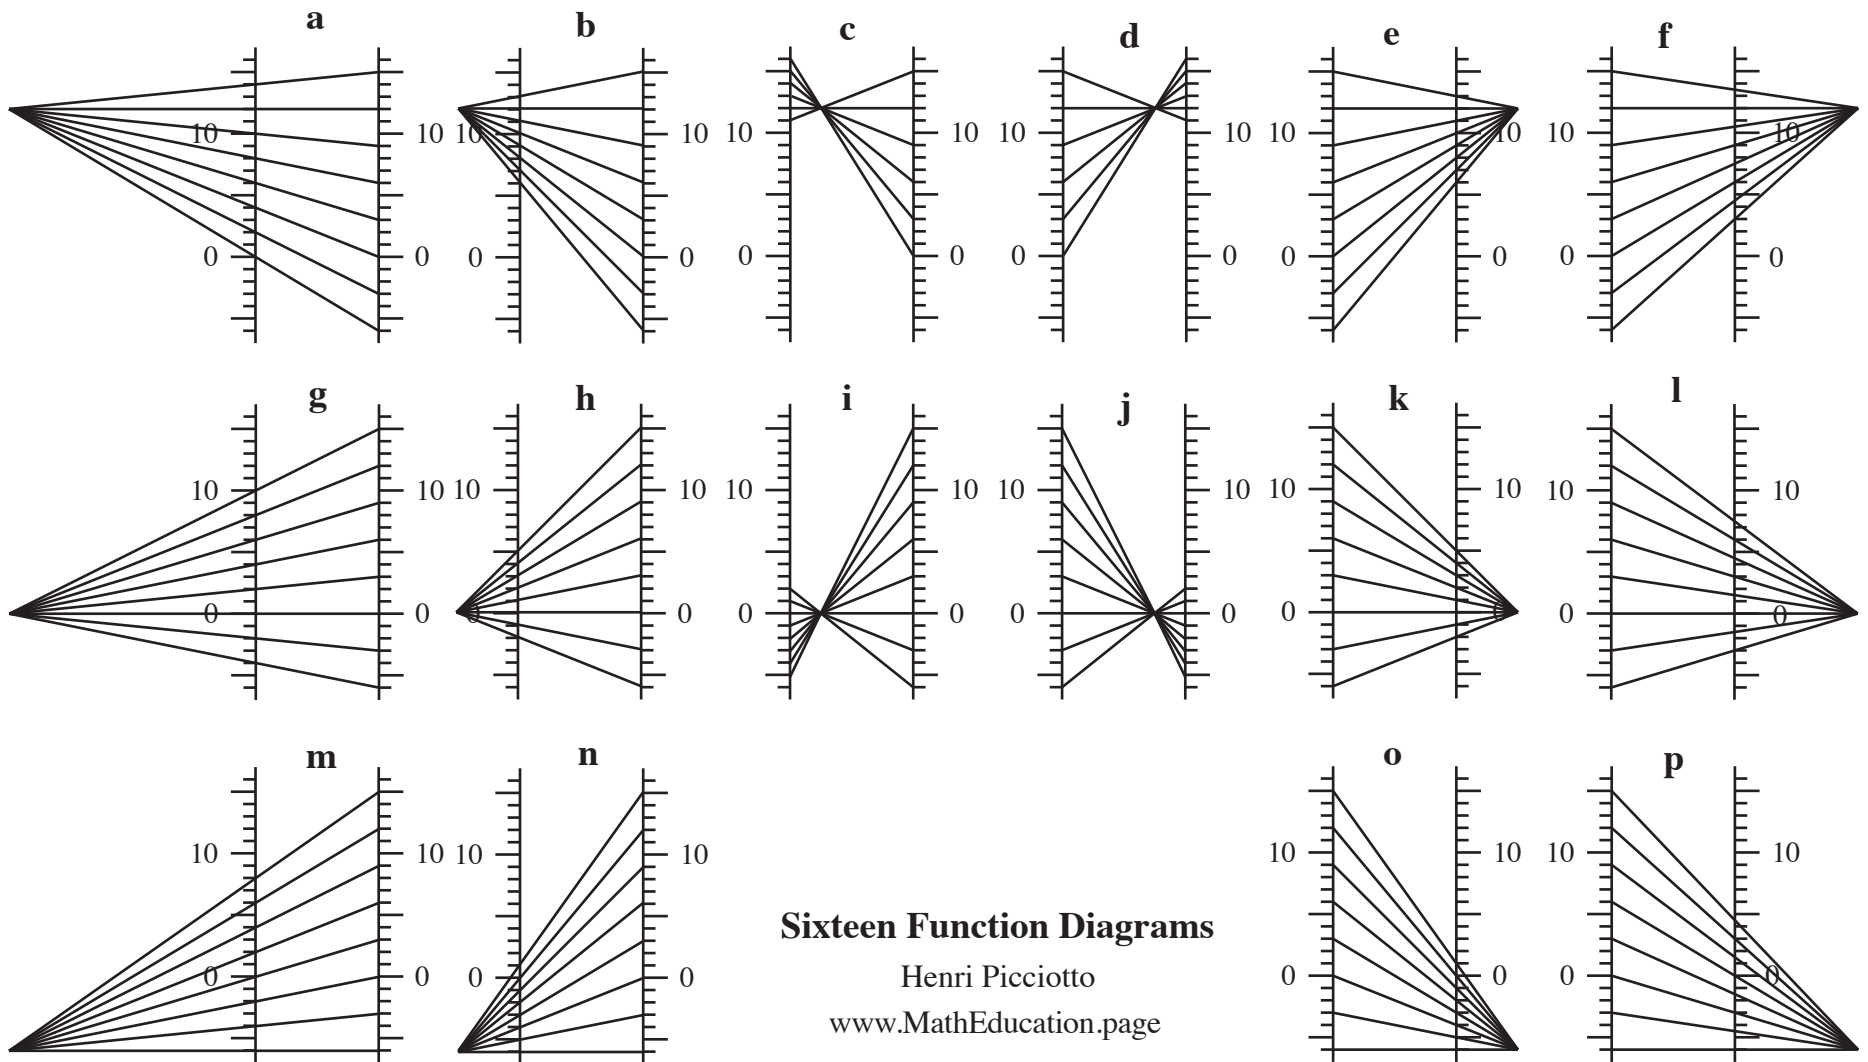 a b c d e f
10 10 10 10 10 10 10 10 10 10 10 10
0 0 0 0 0 0 0 0 0 0 0 0
g h i j k l
10 10 10 10 10 10 10 10 10 10 10 10
0 0 0 0 0 0 0 0 0 0 0 0
m n o p
10 10 10 10 10 10 10 10
0 0 0 0 0 0 0 0
Sixteen Function Diagrams
Henri Picciotto
www.MathEducation.page